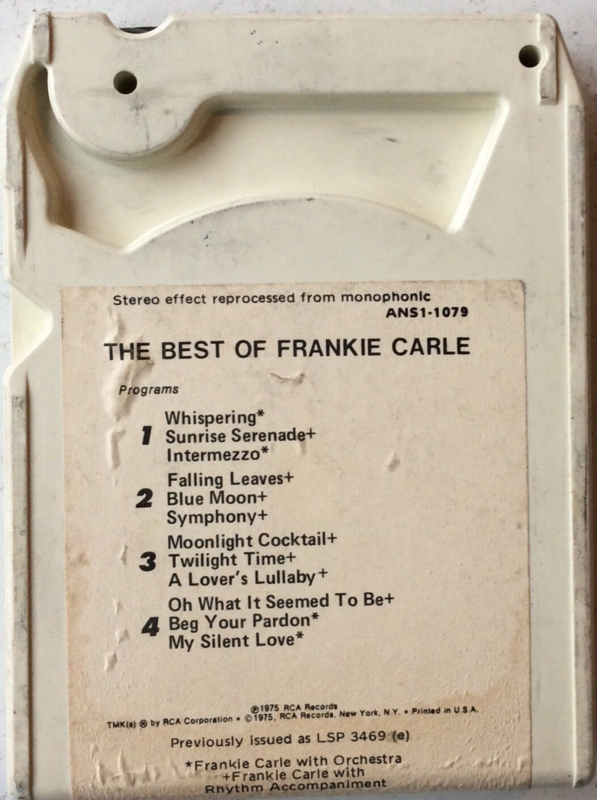 Stereo effect reprocessed from monophonic
ANS1-1079
THE BEST OF FRANKIE CARLE
Programs
1 Whispering*
Sunrise Serenade+
Intermezzo*
2 Falling Leaves+
Blue Moon+
Symphony+
3 Moonlight Cocktail+
Twilight Time+
A Lover's Lullaby+
4 Oh What It Seemed To Be+
Beg Your Pardon*
My Silent Love*
℗1975 RCA Records
TMK(s) ® by RCA Corporation • ©1975, RCA Records, New York, N.Y. • Printed in U.S.A.
Previously issued as LSP 3469 (e)
*Frankie Carle with Orchestra
+Frankie Carle with
Rhythm Accompaniment